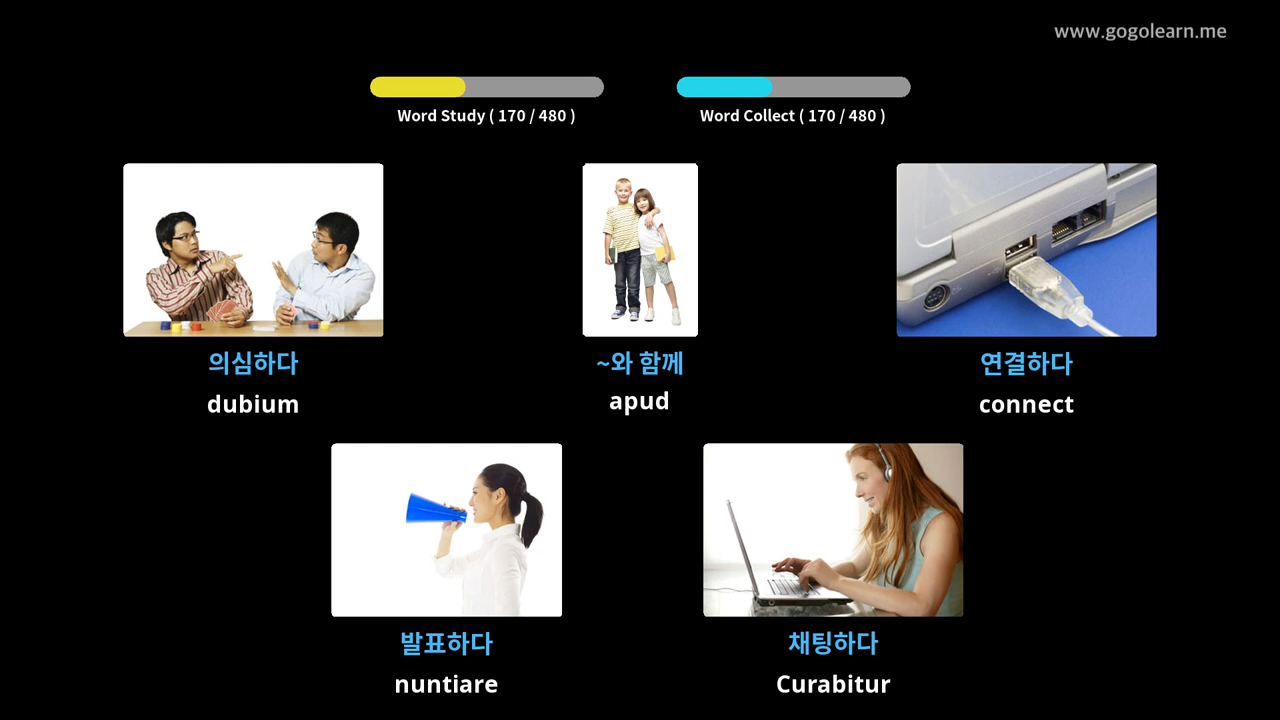 www.gogolearn.me
Word Study ( 170 / 480 )
Word Collect ( 170 / 480 )
의심하다
dubium
~와 함께
apud
연결하다
connect
발표하다
nuntiare
채팅하다
Curabitur